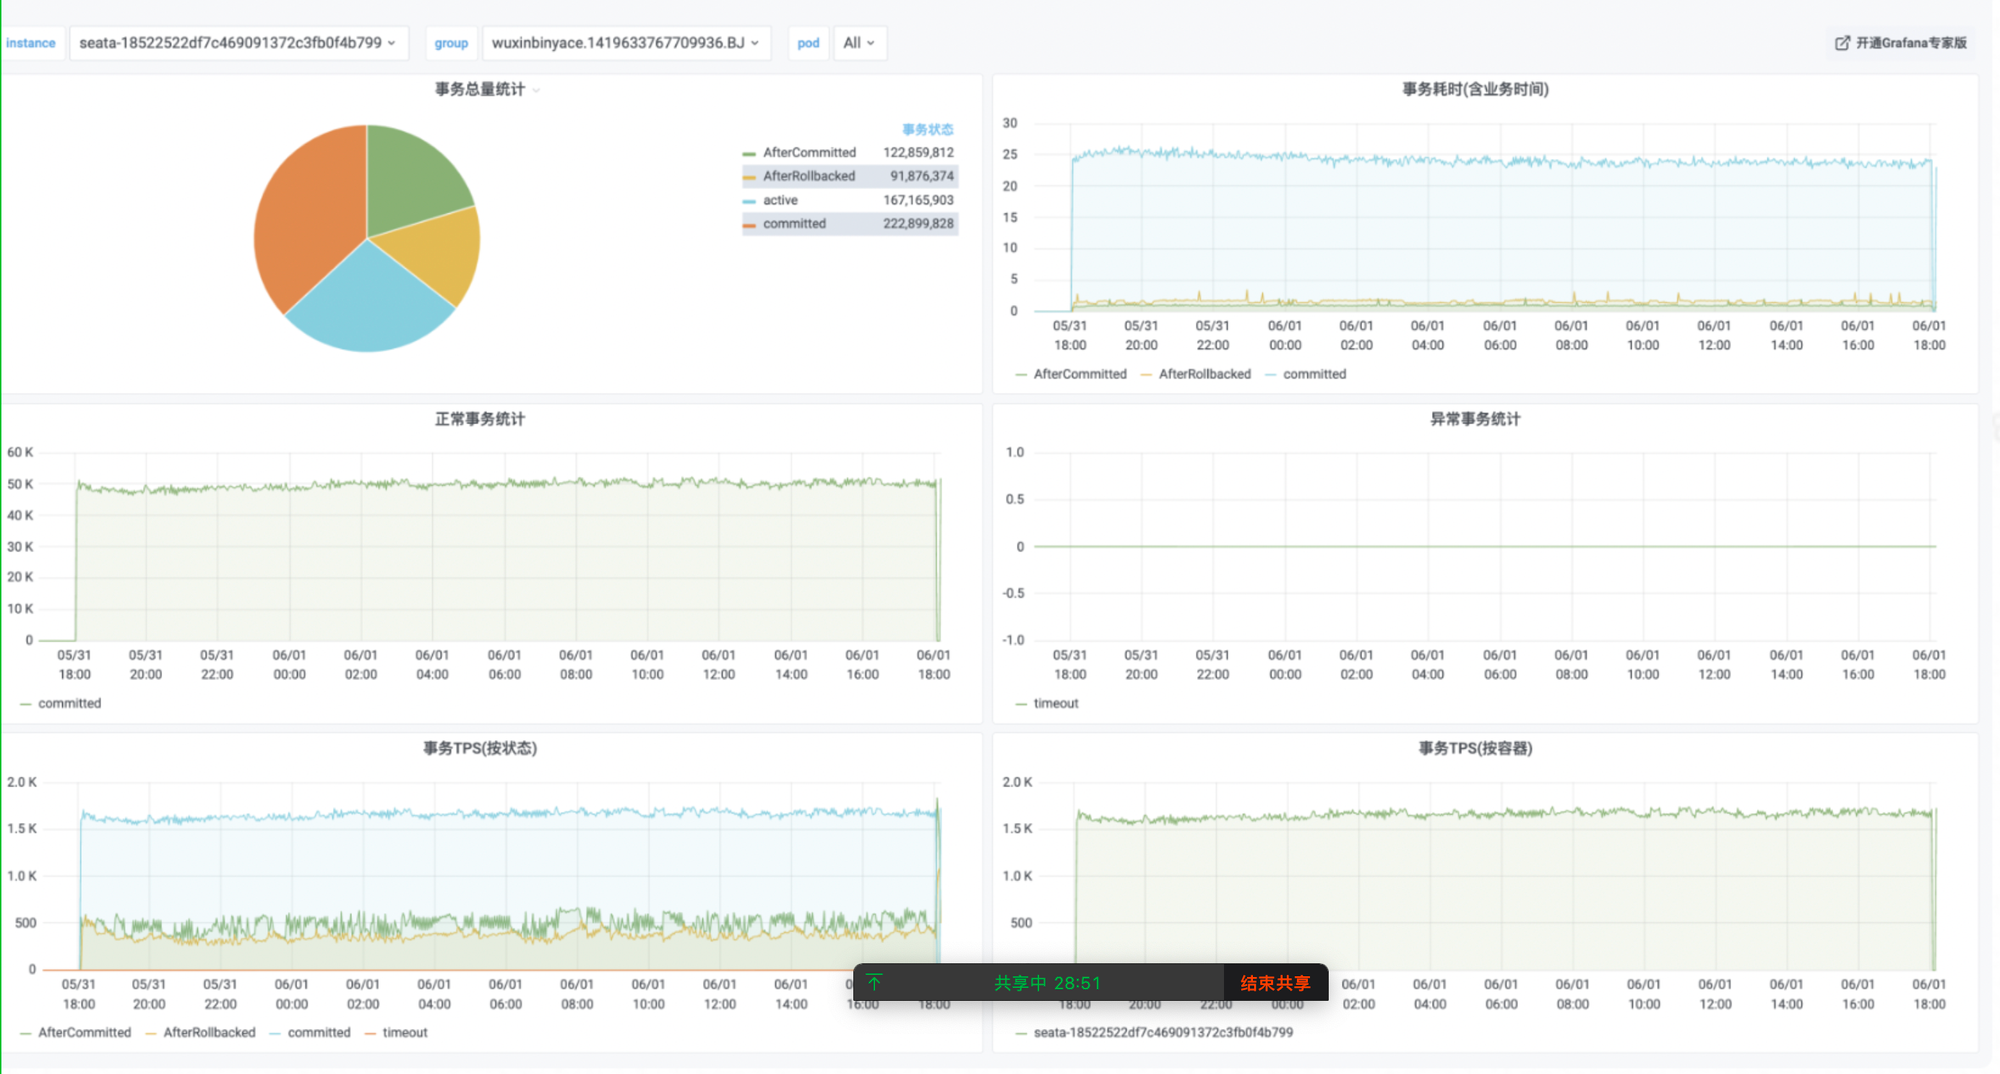 instance seata-18522522df7c469091372c3fb0f4b799 group wuxinbinyace.1419633767709936.BJ pod All 开通Grafana专家版
事务总量统计
事务状态
AfterCommitted 122,859,812
AfterRollbacked 91,876,374
active 167,165,903
committed 222,899,828
事务耗时(含业务时间)
30
25
20
15
10
5
0
05/31 05/31 05/31 06/01 06/01 06/01 06/01 06/01 06/01 06/01 06/01 06/01 06/01
18:00 20:00 22:00 00:00 02:00 04:00 06:00 08:00 10:00 12:00 14:00 16:00 18:00
AfterCommitted AfterRollbacked committed
正常事务统计
60 K
50 K
40 K
30 K
20 K
10 K
0
05/31 05/31 05/31 06/01 06/01 06/01 06/01 06/01 06/01 06/01 06/01 06/01 06/01
18:00 20:00 22:00 00:00 02:00 04:00 06:00 08:00 10:00 12:00 14:00 16:00 18:00
committed
异常事务统计
1.0
0.5
0
-0.5
-1.0
05/31 05/31 05/31 06/01 06/01 06/01 06/01 06/01 06/01 06/01 06/01 06/01 06/01
18:00 20:00 22:00 00:00 02:00 04:00 06:00 08:00 10:00 12:00 14:00 16:00 18:00
timeout
事务TPS(按状态)
2.0 K
1.5 K
1.0 K
500
0
05/31 05/31 05/31 06/01 06/01 06/01 06/01 06/01 06/01 06/01 06/01
18:00 20:00 22:00 00:00 02:00 04:00 06:00 08:00 10:00 12:00 14:00 16:00 18:00
AfterCommitted AfterRollbacked committed timeout
事务TPS(按容器)
2.0 K
1.5 K
1.0 K
500
06/01 06/01 06/01 06/01 06/01 06/01 06/01 06/01 06/01
18:00 20:00 22:00 00:00 02:00 04:00 06:00 08:00 10:00 12:00 14:00 16:00 18:00
seata-18522522df7c469091372c3fb0f4b799
共享中 28:51 结束共享